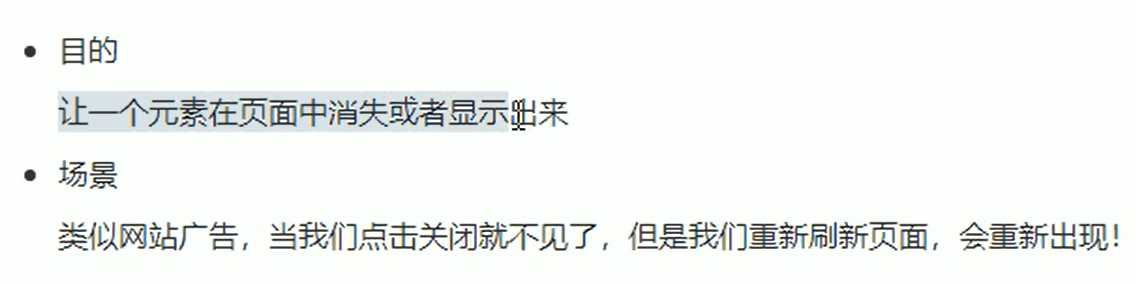 目的
让一个元素在页面中消失或者显示出来
场景
类似网站广告，当我们点击关闭就不见了，但是我们重新刷新页面，会重新出现！